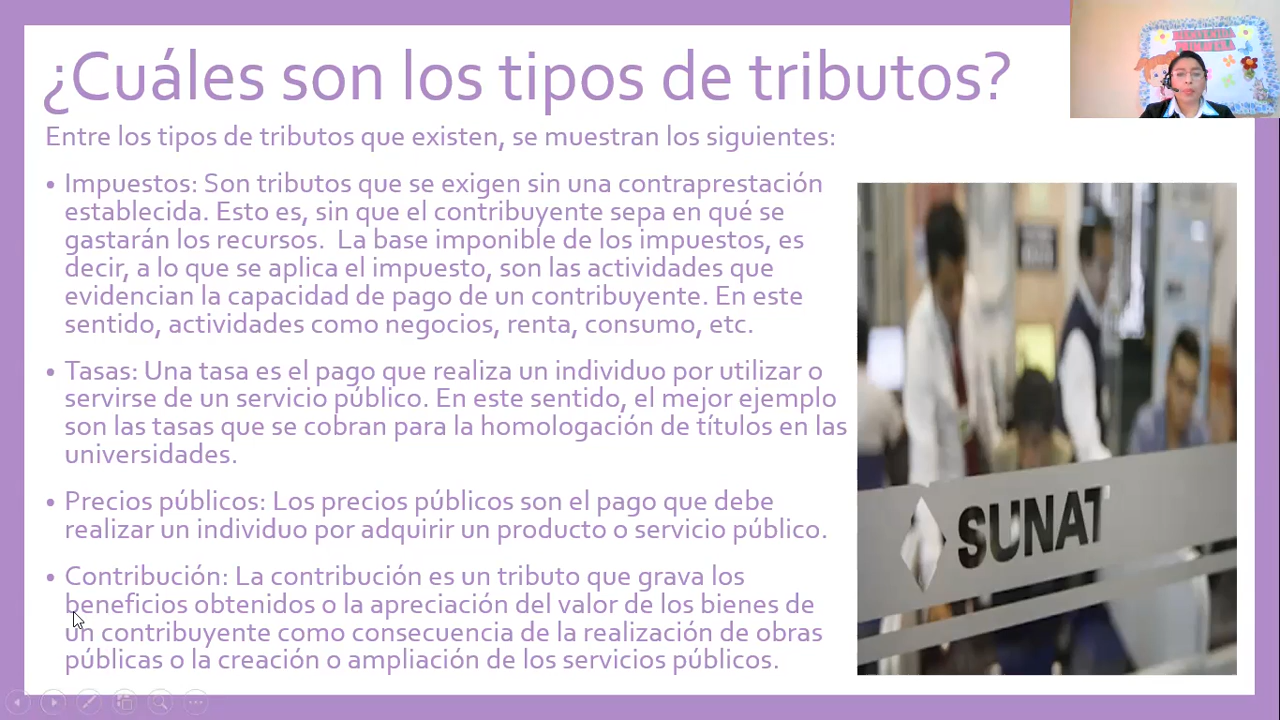 ¿Cuáles son los tipos de tributos?
Entre los tipos de tributos que existen, se muestran los siguientes:
• Impuestos: Son tributos que se exigen sin una contraprestación
establecida. Esto es, sin que el contribuyente sepa en qué se
gastarán los recursos. La base imponible de los impuestos, es
decir, a lo que se aplica el impuesto, son las actividades que
evidencian la capacidad de pago de un contribuyente. En este
sentido, actividades como negocios, renta, consumo, etc.
• Tasas: Una tasa es el pago que realiza un individuo por utilizar o
servirse de un servicio público. En este sentido, el mejor ejemplo
son las tasas que se cobran para la homologación de títulos en las
universidades.
• Precios públicos: Los precios públicos son el pago que debe
realizar un individuo por adquirir un producto o servicio público.
• Contribución: La contribución es un tributo que grava los
beneficios obtenidos o la apreciación del valor de los bienes de
un contribuyente como consecuencia de la realización de obras
públicas o la creación o ampliación de los servicios públicos.
SUNAT